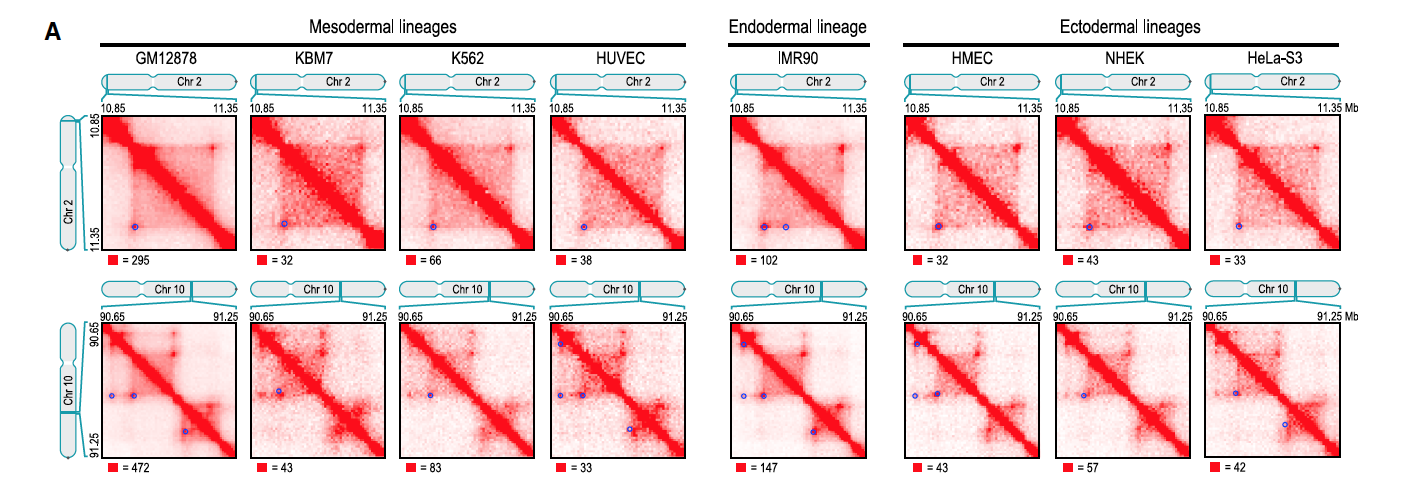 A
Mesodermal lineages Endodermal lineage Ectodermal lineages
GM12878 KBM7 K562 HUVEC IMR90 HMEC NHEK HeLa-S3
Chr 2 Chr 2 Chr 2 Chr 2 Chr 2 Chr 2 Chr 2 Chr 2
10.85 11.35 10.85 11.35 10.85 11.35 10.85 11.35 10.85 11.35 10.85 11.35 10.85 11.35 10.85 11.35 Mb
10.85
Chr 2
11.35
= 295 = 32 = 66 = 38 = 102 = 32 = 43 = 33
Chr 10 Chr 10 Chr 10 Chr 10 Chr 10 Chr 10 Chr 10 Chr 10
90.65 91.25 90.65 91.25 90.65 91.25 90.65 91.25 90.65 91.25 90.65 91.25 90.65 91.25 90.65 91.25 Mb
90.65
Chr 10
91.25
= 472 = 43 = 83 = 33 = 147 = 43 = 57 = 42